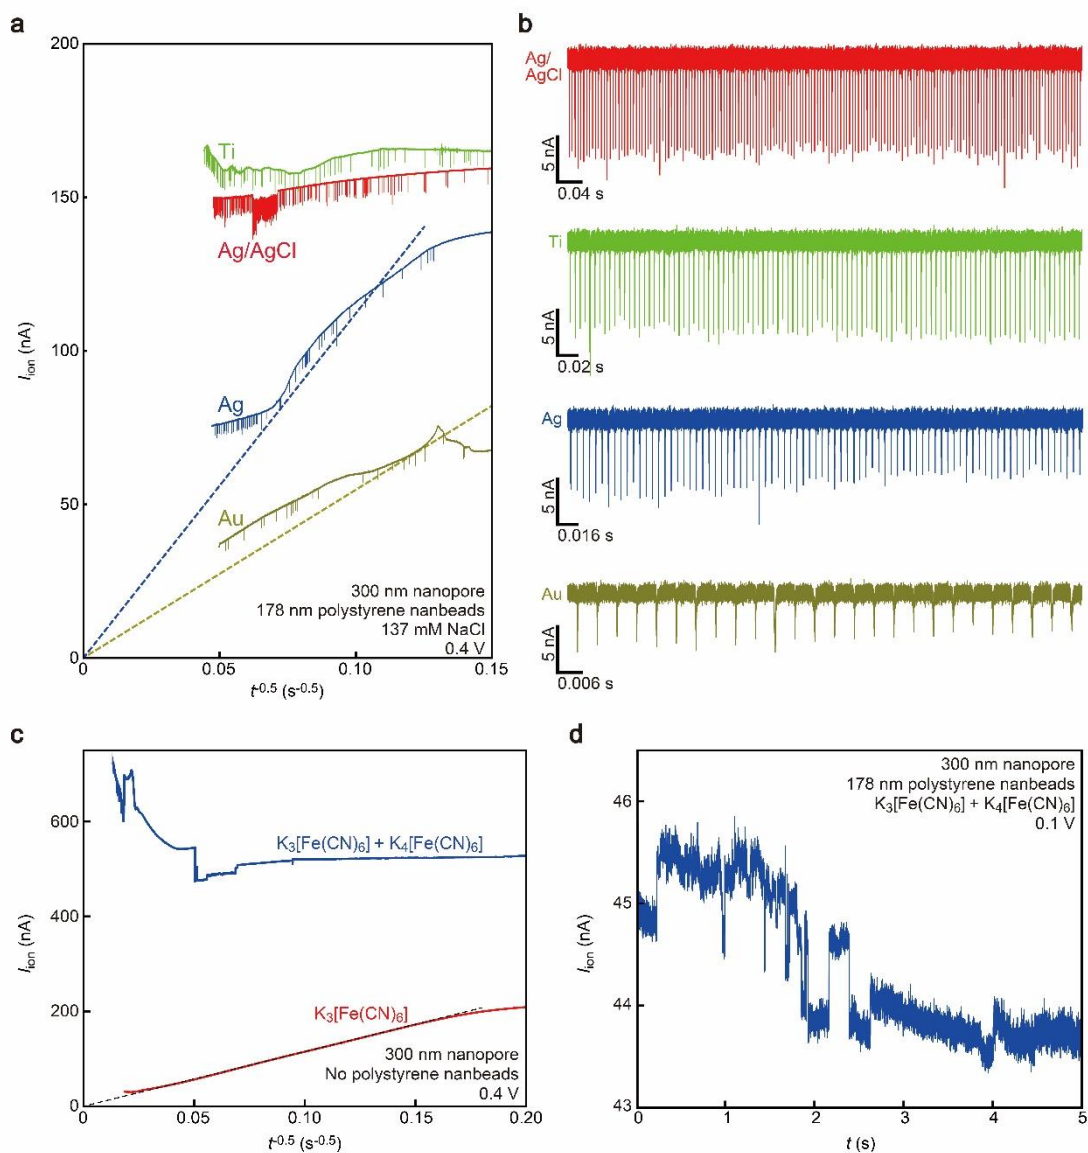 a
200
150
100
50
0
0
0.05
0.10
0.15
I_ion (nA)
t^-0.5 (s^-0.5)
Ti
Ag/AgCl
Ag
Au
300 nm nanopore
178 nm polystyrene nanbeads
137 mM NaCl
0.4 V
b
Ag/
AgCl
5 nA
0.04 s
Ti
5 nA
0.02 s
Ag
5 nA
0.016 s
Au
5 nA
0.006 s
c
600
400
200
0
0
0.05
0.10
0.15
0.20
I_ion (nA)
t^-0.5 (s^-0.5)
K3[Fe(CN)6] + K4[Fe(CN)6]
K3[Fe(CN)6]
300 nm nanopore
No polystyrene nanbeads
0.4 V
d
46
45
44
43
0
1
2
3
4
5
I_ion (nA)
t (s)
300 nm nanopore
178 nm polystyrene nanbeads
K3[Fe(CN)6] + K4[Fe(CN)6]
0.1 V